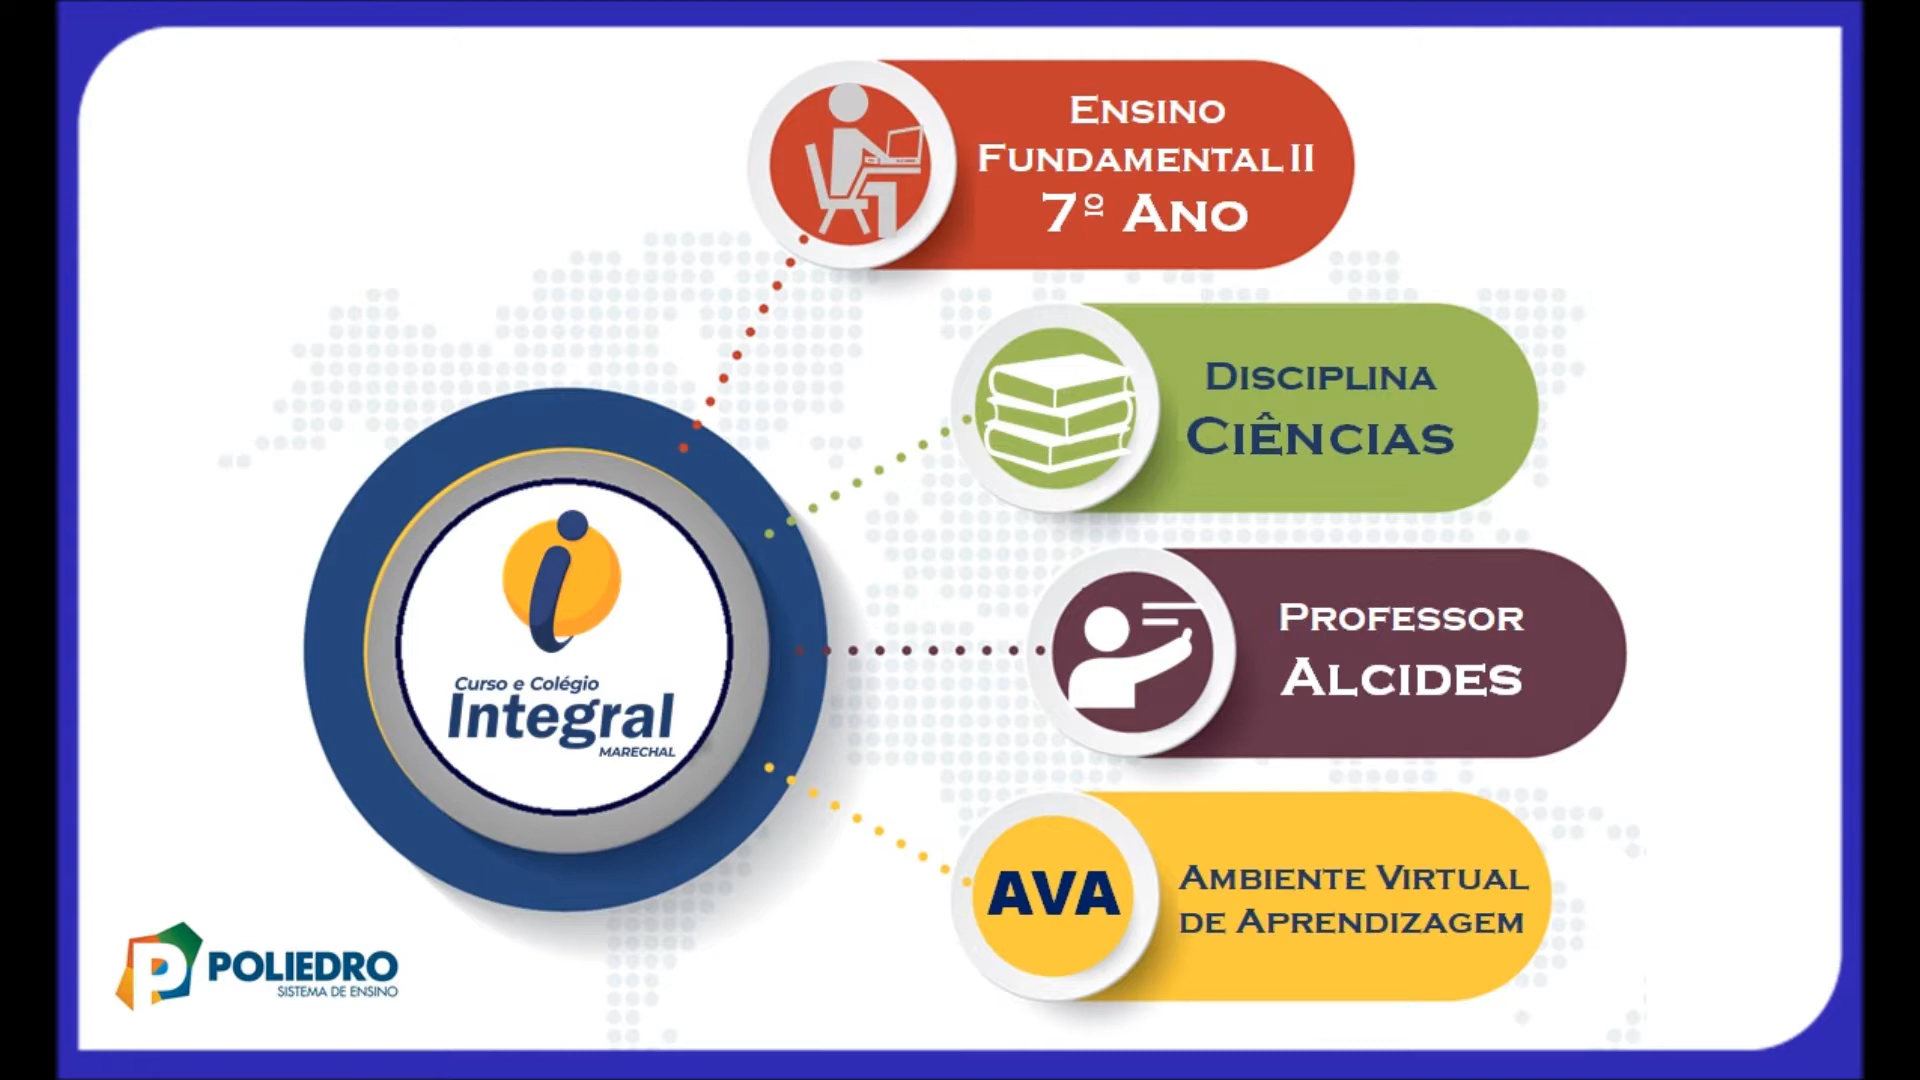 Ensino
Fundamental II
7º Ano
Disciplina
Ciências
Professor
Alcides
AVA
Ambiente Virtual
de Aprendizagem
Curso e Colégio
Integral
MARECHAL
POLIEDRO
SISTEMA DE ENSINO